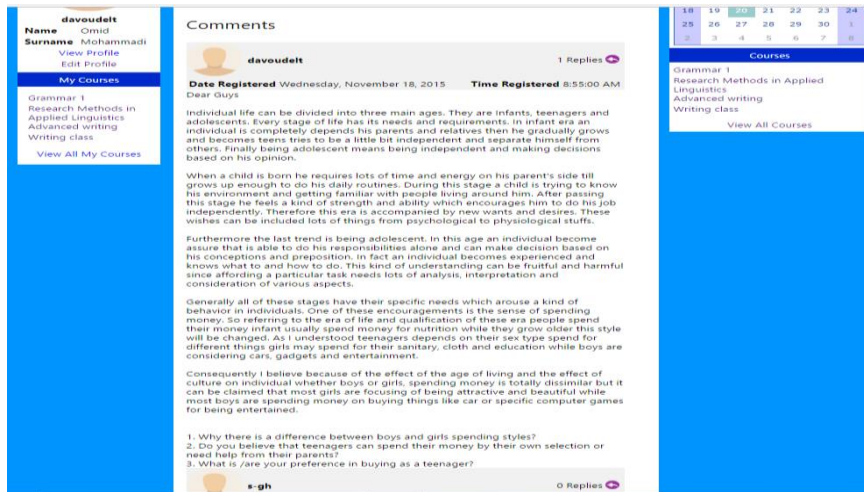 davoudelt
Name Omid
Surname Mohammadi
View Profile
Edit Profile
My Courses
Grammar 1
Research Methods in
Applied Linguistics
Advanced writing
Writing class
View All My Courses
Comments
davoudelt 1 Replies
Date Registered Wednesday, November 18, 2015 Time Registered 8:55:00 AM
Dear Guys
Individual life can be divided into three main ages. They are Infants, teenagers and
adolescents. Every stage of life has its needs and requirements. In infant era an
individual is completely depends his parents and relatives then he gradually grows
and becomes teens tries to be a little bit independent and separate himself from
others. Finally being adolescent means being independent and making decisions
based on his opinion.
When a child is born he requires lots of time and energy on his parent's side till
grows up enough to do his daily routines. During this stage a child is trying to know
his environment and getting familiar with people living around him. After passing
this stage he feels a kind of strength and ability which encourages him to do his job
independently. Therefore this era is accompanied by new wants and desires. These
wishes can be included lots of things from psychological to physiological stuffs.
Furthermore the last trend is being adolescent. In this age an individual become
assure that is able to do his responsibilities alone and can make decision based on
his conceptions and preposition. In fact an individual becomes experienced and
knows what to and how to do. This kind of understanding can be fruitful and harmful
since affording a particular task needs lots of analysis, interpretation and
consideration of various aspects.
Generally all of these stages have their specific needs which arouse a kind of
behavior in individuals. One of these encouragements is the sense of spending
money. So referring to the era of life and qualification of these era people spend
their money infant usually spend money for nutrition while they grow older this style
will be changed. As I understood teenagers depends on their sex type spend for
different things girls may spend for their sanitary, cloth and education while boys are
considering cars, gadgets and entertainment.
Consequently I believe because of the effect of the age of living and the effect of
culture on individual whether boys or girls, spending money is totally dissimilar but it
can be claimed that most girls are focusing of being attractive and beautiful while
most boys are spending money on buying things like car or specific computer games
for being entertained.
1. Why there is a difference between boys and girls spending styles?
2. Do you believe that teenagers can spend their money by their own selection or
need help from their parents?
3. What is /are your preference in buying as a teenager?
s-gh 0 Replies
18 19 20 21 22 23 24
25 26 27 28 29 30 1
2 3 4 5 6 7 8
Courses
Grammar 1
Research Methods in Applied
Linguistics
Advanced writing
Writing class
View All Courses